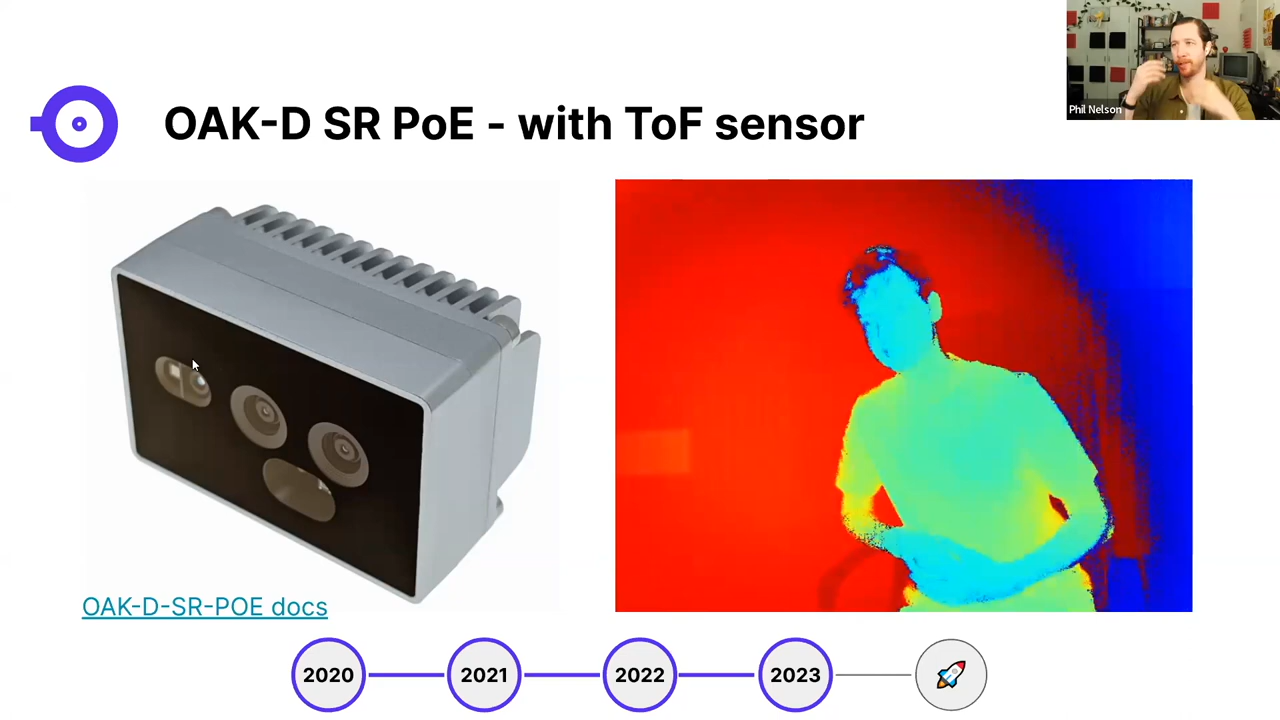 Phil Nelson
OAK-D SR PoE - with ToF sensor
OAK-D-SR-POE docs
2020
2021
2022
2023